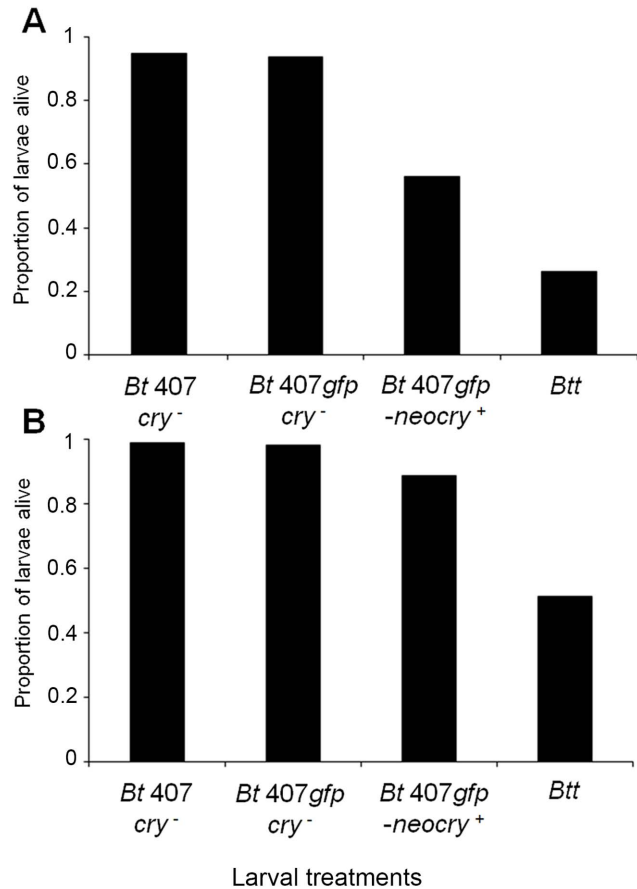 A
Proportion of larvae alive
1
0.8
0.6
0.4
0.2
0
Bt 407 cry -
Bt 407gfp cry -
Bt 407gfp -neocry +
Btt
B
Proportion of larvae alive
1
0.8
0.6
0.4
0.2
0
Bt 407 cry -
Bt 407gfp cry -
Bt 407gfp -neocry +
Btt
Larval treatments